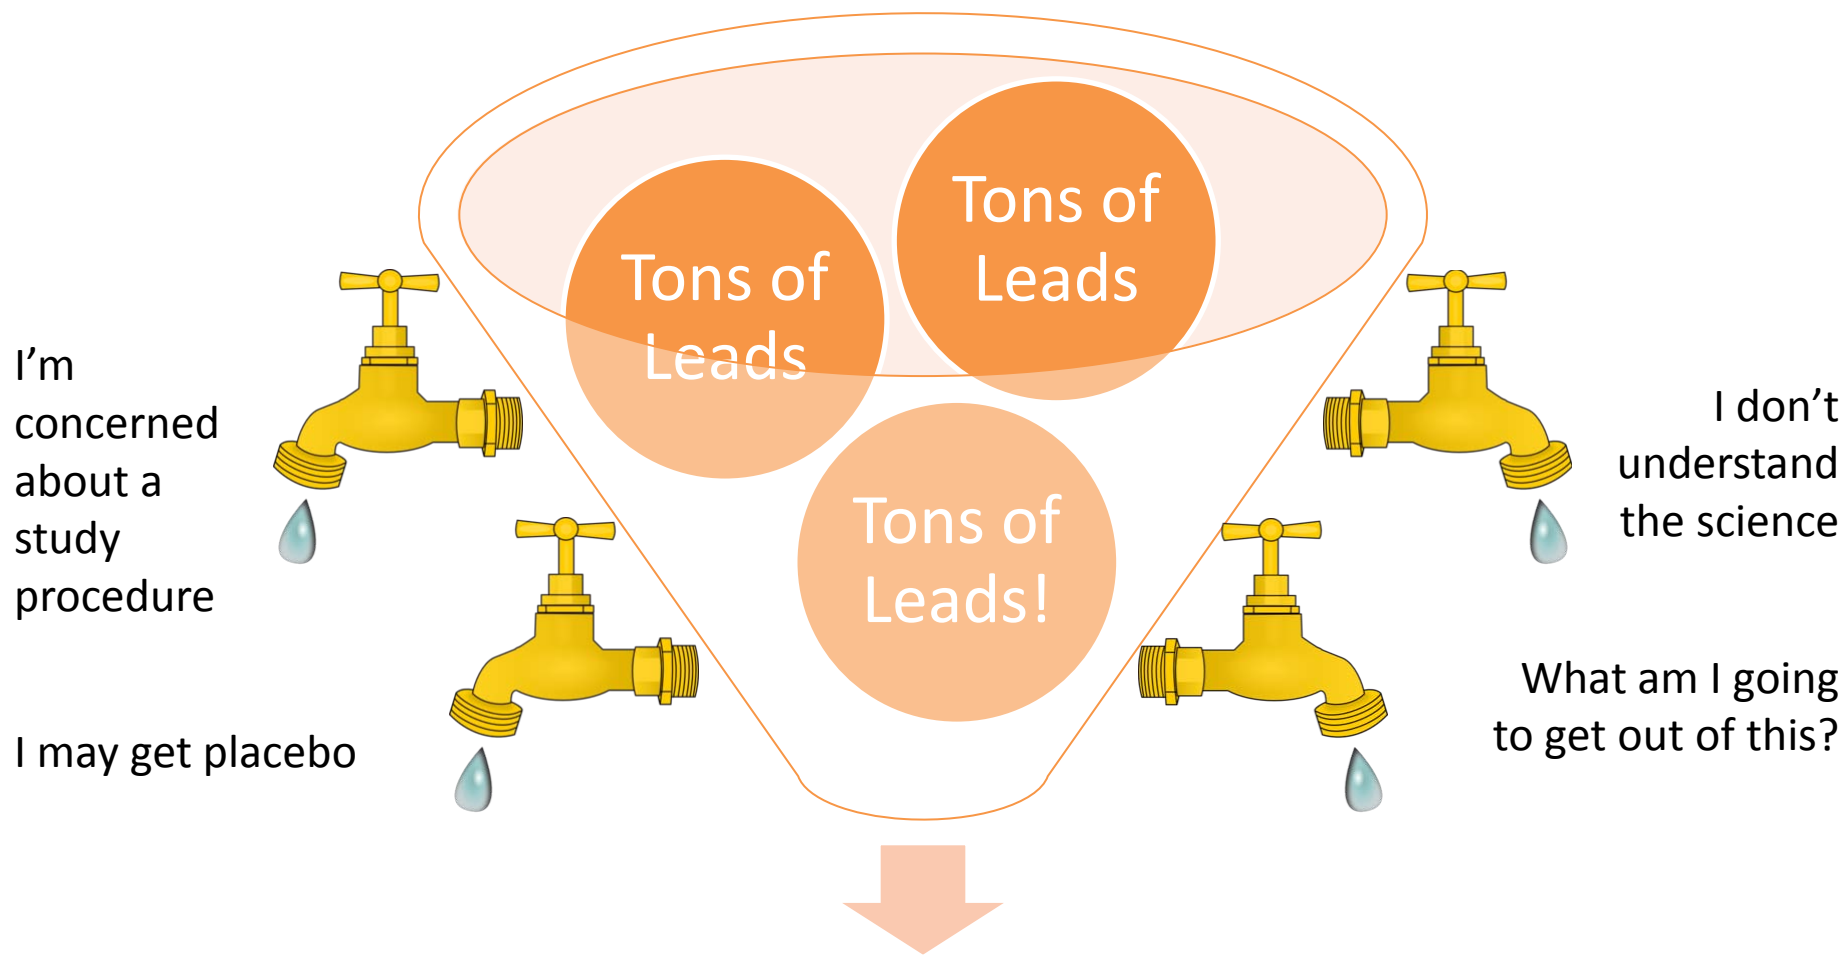 Tons of
Leads
Tons of
Leads
Tons of
Leads!
I’m
concerned
about a
study
procedure
I may get placebo
I don’t
understand
the science
What am I going
to get out of this?